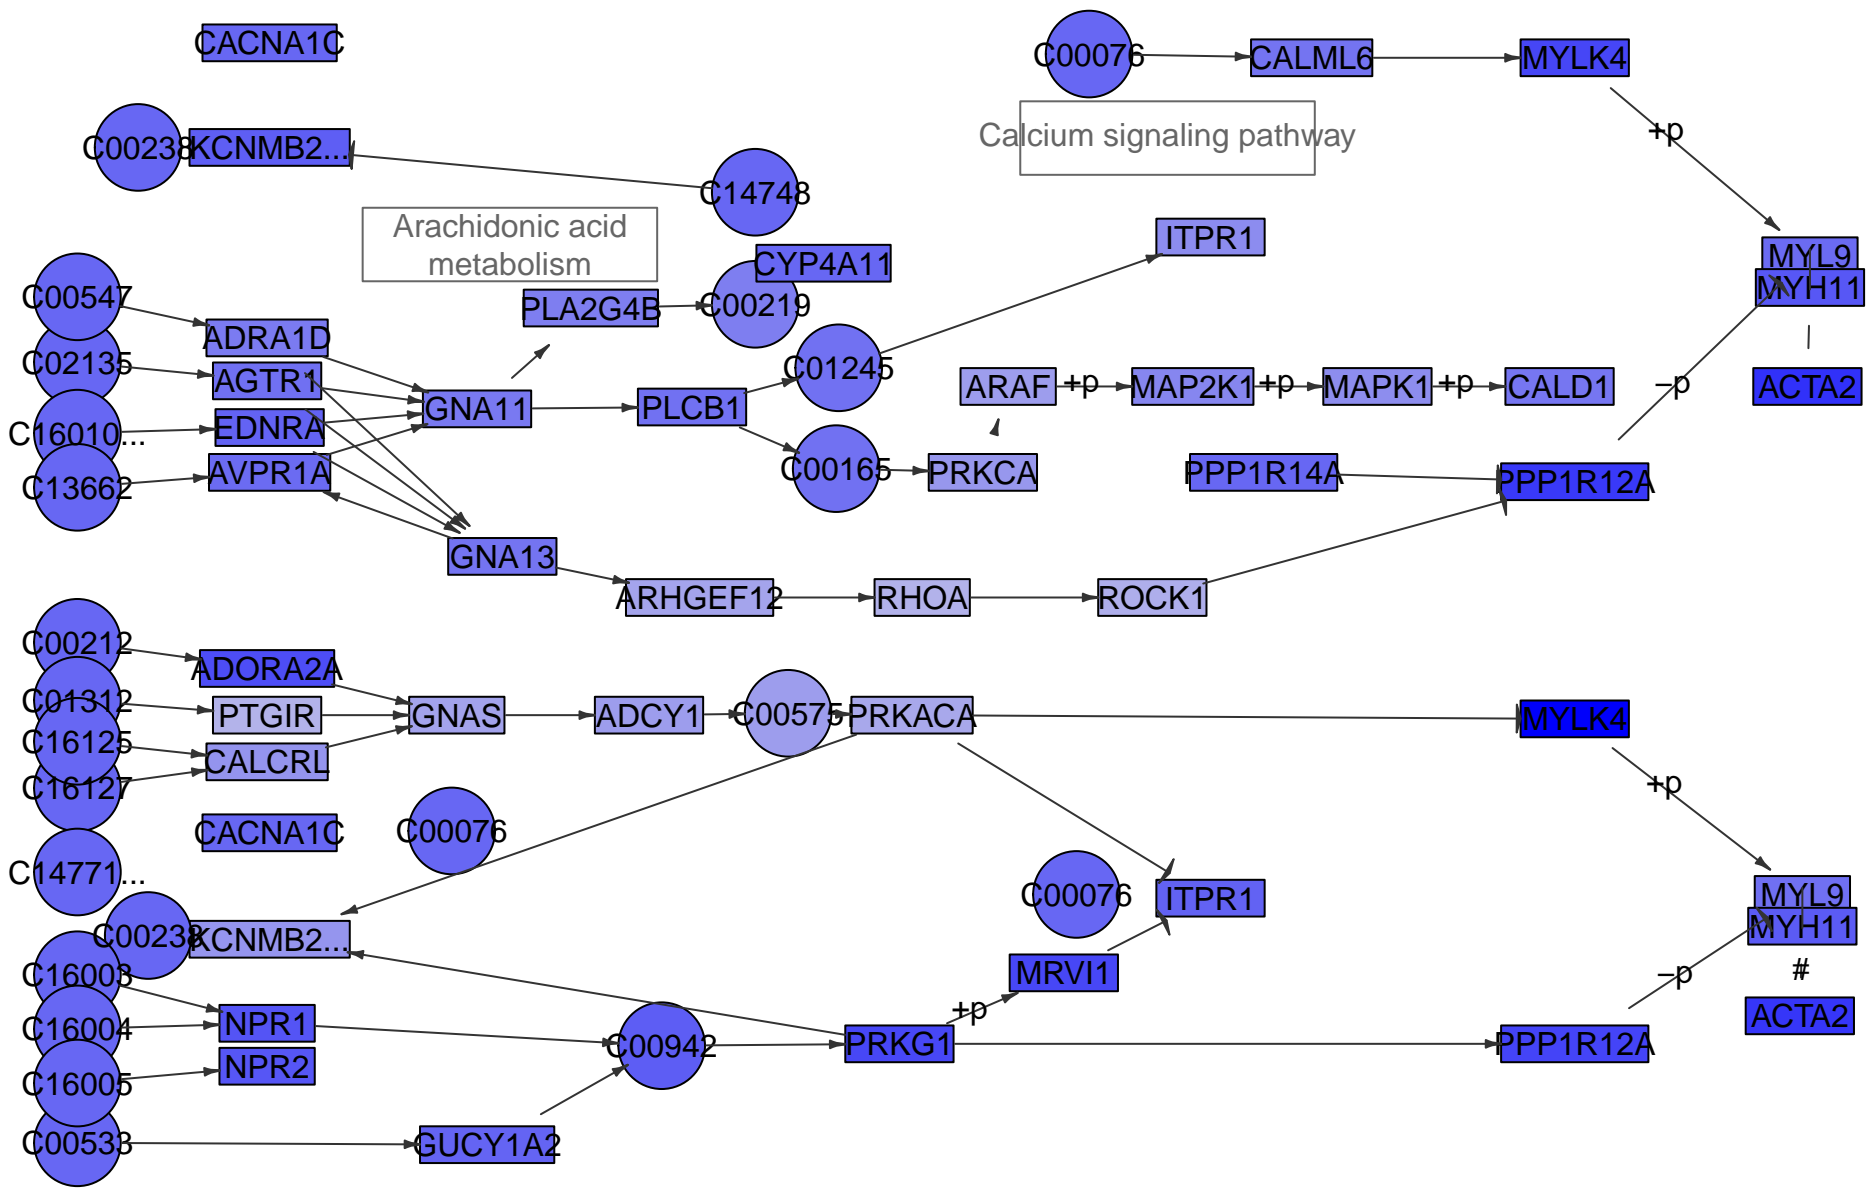 CACNA1C
C00076
CALML6
MYLK4
Calcium signaling pathway
+p
C00238
KCNMB2...
C14748
Arachidonic acid
metabolism
ITPR1
CYP4A11
MYL9
MYH11
C00547
PLA2G4B
C00219
ADRA1D
C02135
AGTR1
C01245
ARAF
+p
MAP2K1
+p
MAPK1
+p
CALD1
−p
ACTA2
GNA11
PLCB1
C16010...
EDNRA
C13662
AVPR1A
C00165
PRKCA
PPP1R14A
PPP1R12A
GNA13
ARHGEF12
RHOA
ROCK1
C00212
ADORA2A
C01312
PTGIR
GNAS
ADCY1
C00575
PRKACA
MYLK4
C16125
CALCRL
C16127
+p
CACNA1C
C00076
C14771...
C00076
ITPR1
MYL9
MYH11
C00238
KCNMB2...
C16003
MRVI1
−p
#
+p
C16004
NPR1
C00942
PRKG1
PPP1R12A
ACTA2
NPR2
C16005
C00533
GUCY1A2